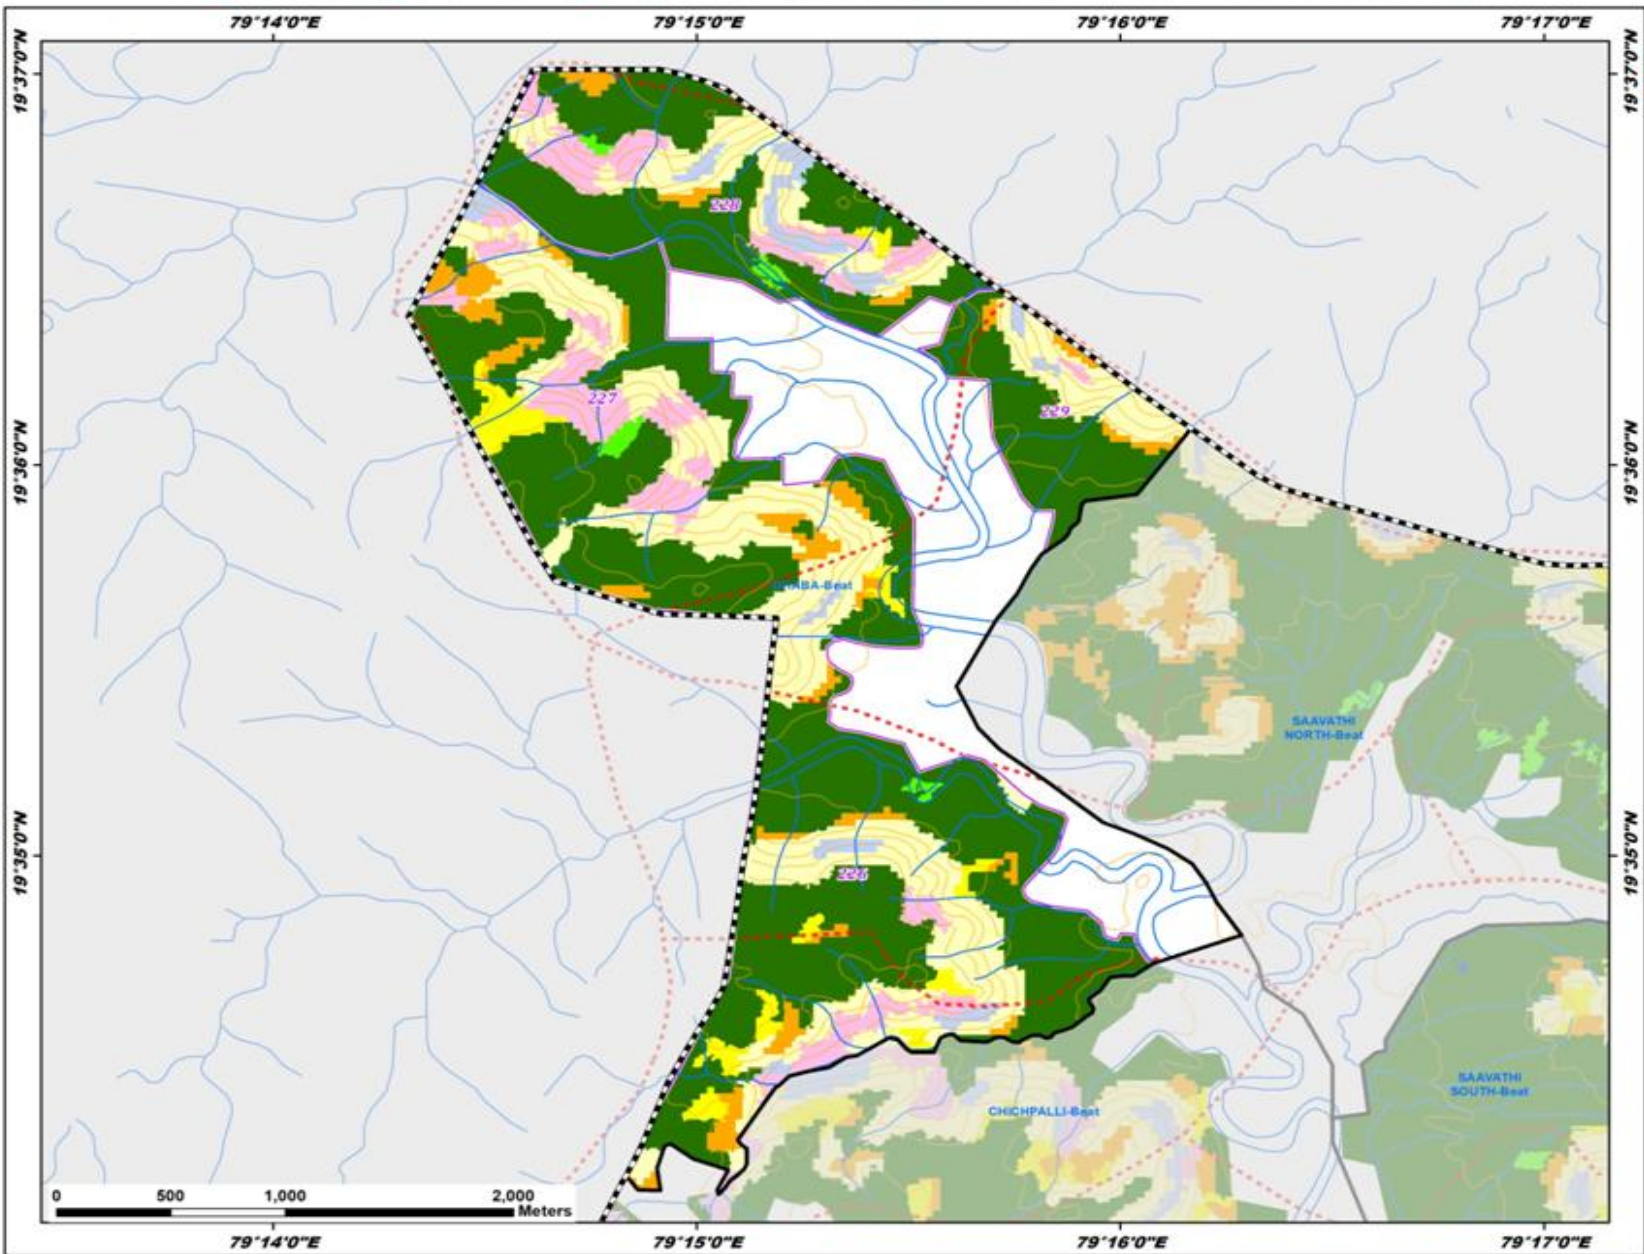 79°14'0"E 79°15'0"E 79°16'0"E 79°17'0"E
19°37'0"N 19°37'0"N
228
227
229
19°36'0"N 19°36'0"N
-Beat
SAAVATHI
NORTH-Beat
19°35'0"N 19°35'0"N
226
SAAVATHI
SOUTH-Beat
CHICHPALLI-Beat
0 500 1,000 2,000
Meters
79°14'0"E 79°15'0"E 79°16'0"E 79°17'0"E